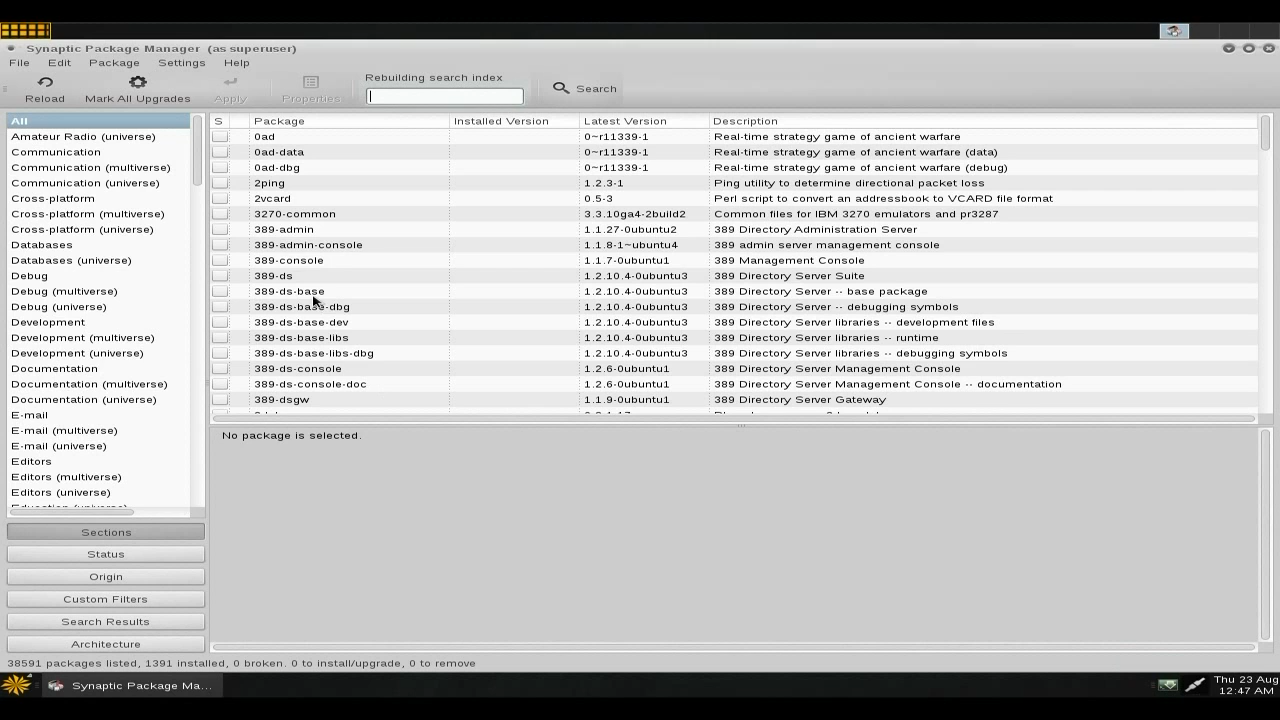 Synaptic Package Manager (as superuser)
File Edit Package Settings Help
Rebuilding search index
Reload Mark All Upgrades Apply Properties Search
All
Amateur Radio (universe)
Communication
Communication (multiverse)
Communication (universe)
Cross-platform
Cross-platform (multiverse)
Cross-platform (universe)
Databases
Databases (universe)
Debug
Debug (multiverse)
Debug (universe)
Development
Development (multiverse)
Development (universe)
Documentation
Documentation (multiverse)
Documentation (universe)
E-mail
E-mail (multiverse)
E-mail (universe)
Editors
Editors (multiverse)
Editors (universe)
Sections
Status
Origin
Custom Filters
Search Results
Architecture
S Package Installed Version Latest Version Description
0ad 0~r11339-1 Real-time strategy game of ancient warfare
0ad-data 0~r11339-1 Real-time strategy game of ancient warfare (data)
0ad-dbg 0~r11339-1 Real-time strategy game of ancient warfare (debug)
2ping 1.2.3-1 Ping utility to determine directional packet loss
2vcard 0.5-3 Perl script to convert an addressbook to VCARD file format
3270-common 3.3.10ga4-2build2 Common files for IBM 3270 emulators and pr3287
389-admin 1.1.27-0ubuntu2 389 Directory Administration Server
389-admin-console 1.1.8-1~ubuntu4 389 admin server management console
389-console 1.1.7-0ubuntu1 389 Management Console
389-ds 1.2.10.4-0ubuntu3 389 Directory Server Suite
389-ds-base 1.2.10.4-0ubuntu3 389 Directory Server -- base package
389-ds-base-dbg 1.2.10.4-0ubuntu3 389 Directory Server -- debugging symbols
389-ds-base-dev 1.2.10.4-0ubuntu3 389 Directory Server libraries -- development files
389-ds-base-libs 1.2.10.4-0ubuntu3 389 Directory Server libraries -- runtime
389-ds-base-libs-dbg 1.2.10.4-0ubuntu3 389 Directory Server libraries -- debugging symbols
389-ds-console 1.2.6-0ubuntu1 389 Directory Server Management Console
389-ds-console-doc 1.2.6-0ubuntu1 389 Directory Server Management Console -- documentation
389-dsgw 1.1.9-0ubuntu1 389 Directory Server Gateway
No package is selected.
38591 packages listed, 1391 installed, 0 broken. 0 to install/upgrade, 0 to remove
Synaptic Package Ma...
Thu 23 Aug
12:47 AM